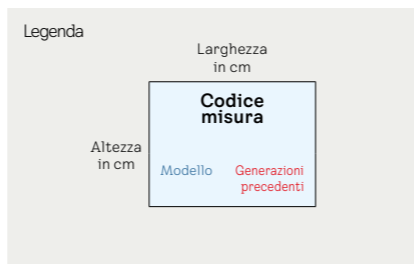 Legenda
Larghezza
in cm
Codice
misura
Altezza
in cm
Modello
Generazioni
precedenti